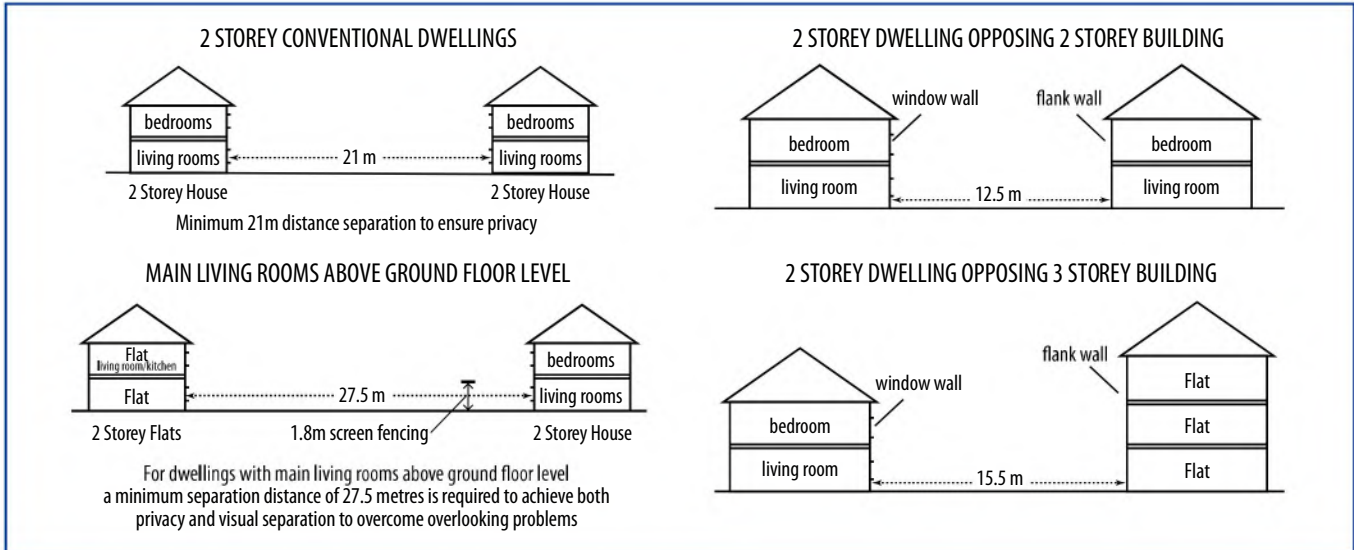 2 STOREY CONVENTIONAL DWELLINGS
bedrooms
living rooms
21 m
bedrooms
living rooms
2 Storey House
2 Storey House
Minimum 21m distance separation to ensure privacy
2 STOREY DWELLING OPPOSING 2 STOREY BUILDING
window wall
flank wall
bedroom
living room
12.5 m
bedroom
living room
MAIN LIVING ROOMS ABOVE GROUND FLOOR LEVEL
Flat
living room/kitchen
Flat
27.5 m
bedrooms
living rooms
2 Storey Flats
1.8m screen fencing
2 Storey House
For dwellings with main living rooms above ground floor level
a minimum separation distance of 27.5 metres is required to achieve both
privacy and visual separation to overcome overlooking problems
2 STOREY DWELLING OPPOSING 3 STOREY BUILDING
window wall
flank wall
bedroom
living room
15.5 m
Flat
Flat
Flat